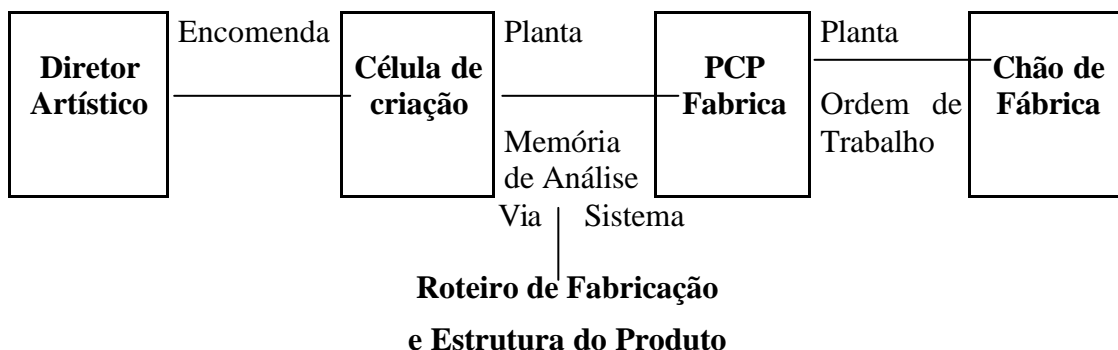 Diretor
Artístico
Encomenda
Célula de
criação
Planta
Memória
de Análise
Via Sistema
PCP
Fabrica
Planta
Ordem de
Trabalho
Chão de
Fábrica
Roteiro de Fabricação
e Estrutura do Produto